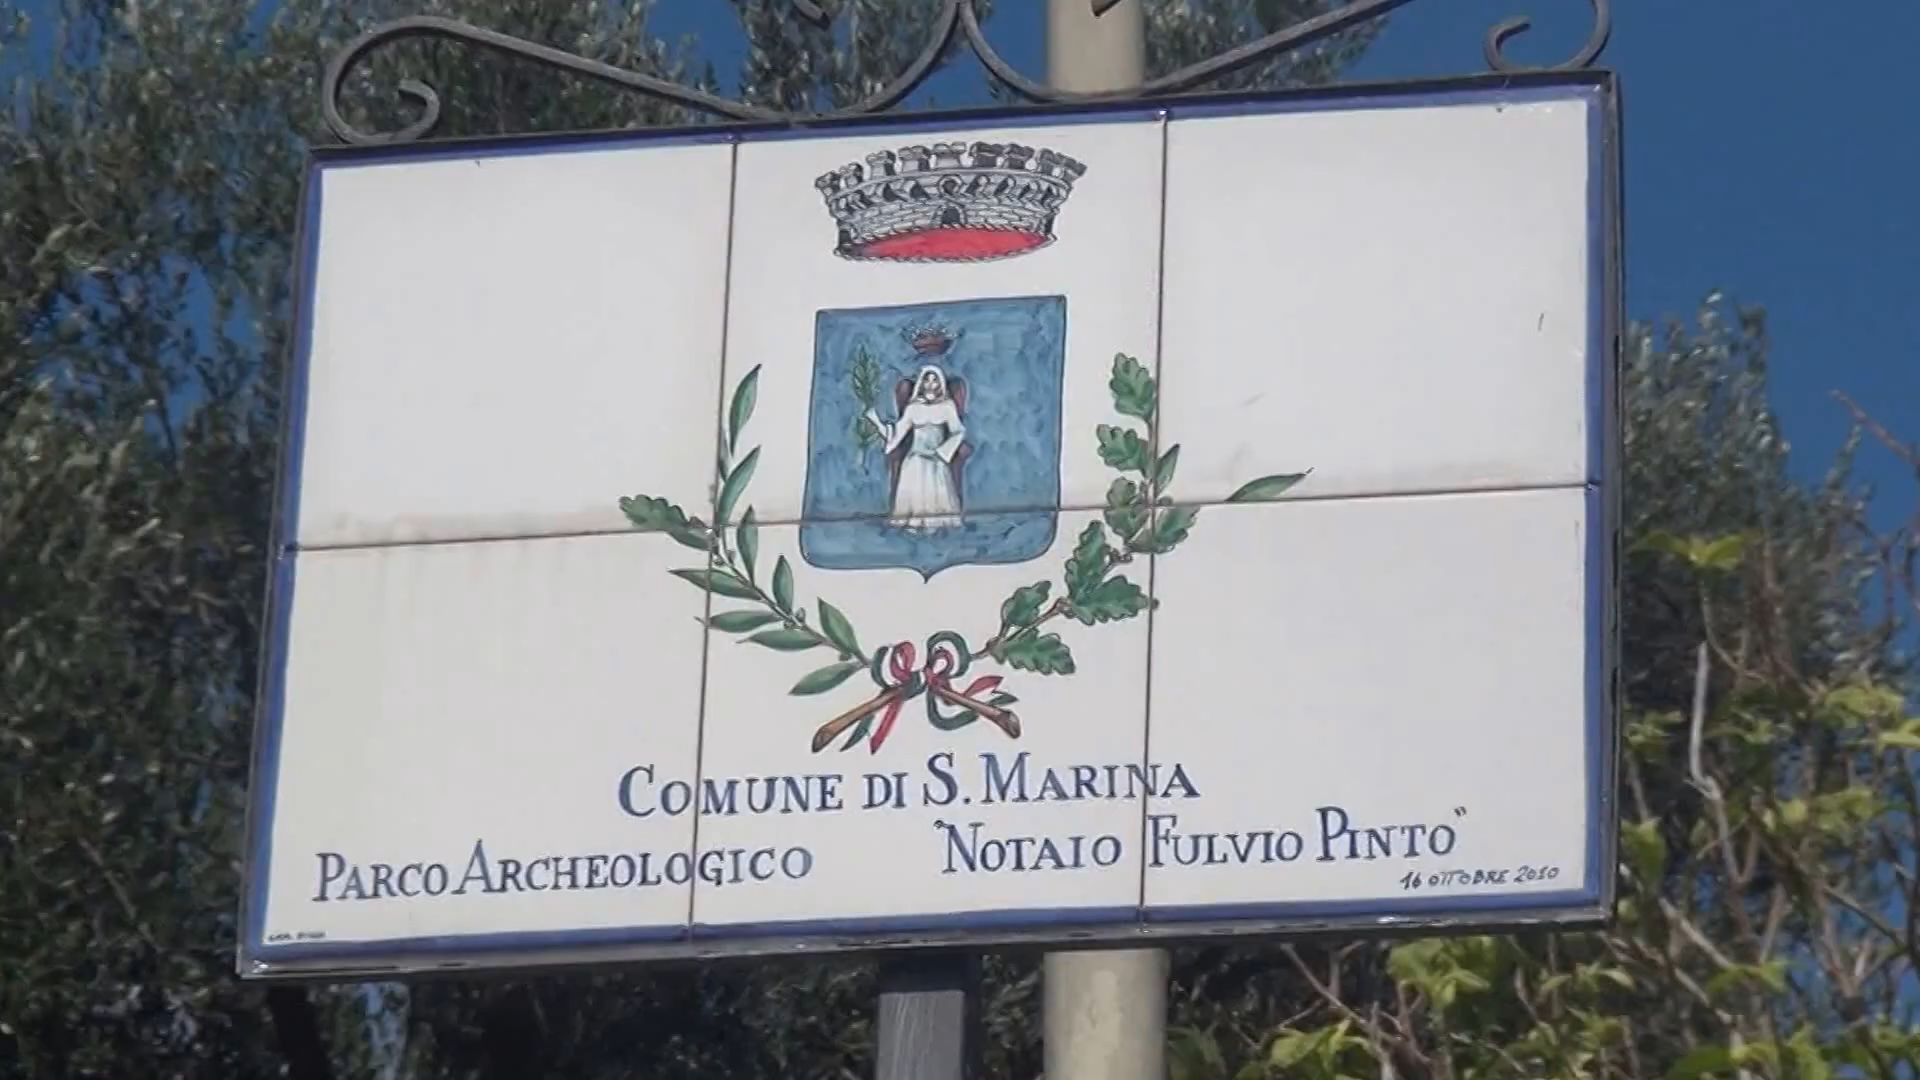 COMUNE DI S. MARINA
PARCO ARCHEOLOGICO "NOTAIO FULVIO PINTO"
16 OTTOBRE 2010